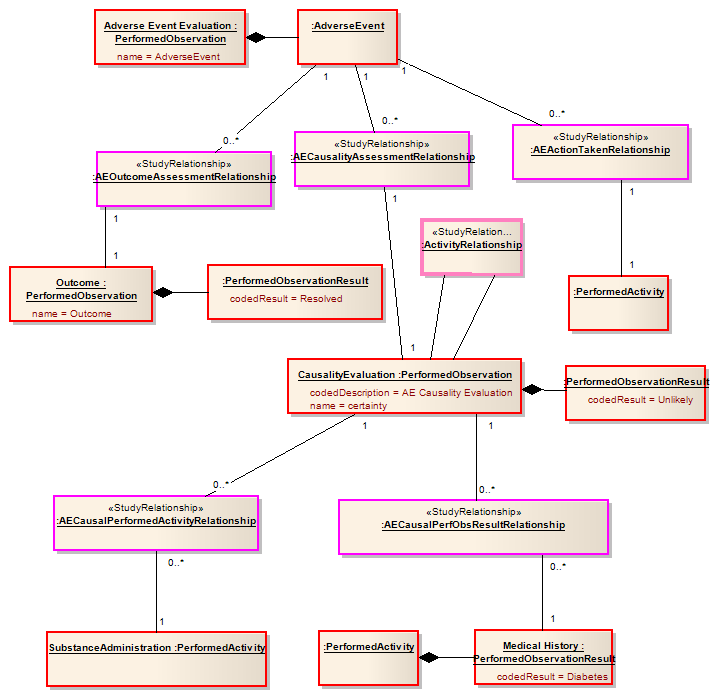 Adverse Event Evaluation :
PerformedObservation
name = AdverseEvent
:AdverseEvent
1
1
1
0..*
0..*
0..*
«StudyRelationship»
:AEOutcomeAssessmentRelationship
«StudyRelationship»
:AECausalityAssessmentRelationship
«StudyRelationship»
:AEActionTakenRelationship
1
1
1
1
1
«StudyRelation...
:ActivityRelationship
Outcome :
PerformedObservation
name = Outcome
:PerformedObservationResult
codedResult = Resolved
:PerformedActivity
1
CausalityEvaluation :PerformedObservation
codedDescription = AE Causality Evaluation
name = certainty
:PerformedObservationResult
codedResult = Unlikely
1
1
0..*
0..*
«StudyRelationship»
:AECausalPerformedActivityRelationship
«StudyRelationship»
:AECausalPerfObsResultRelationship
0..*
0..*
1
1
SubstanceAdministration :PerformedActivity
:PerformedActivity
Medical History :
PerformedObservationResult
codedResult = Diabetes